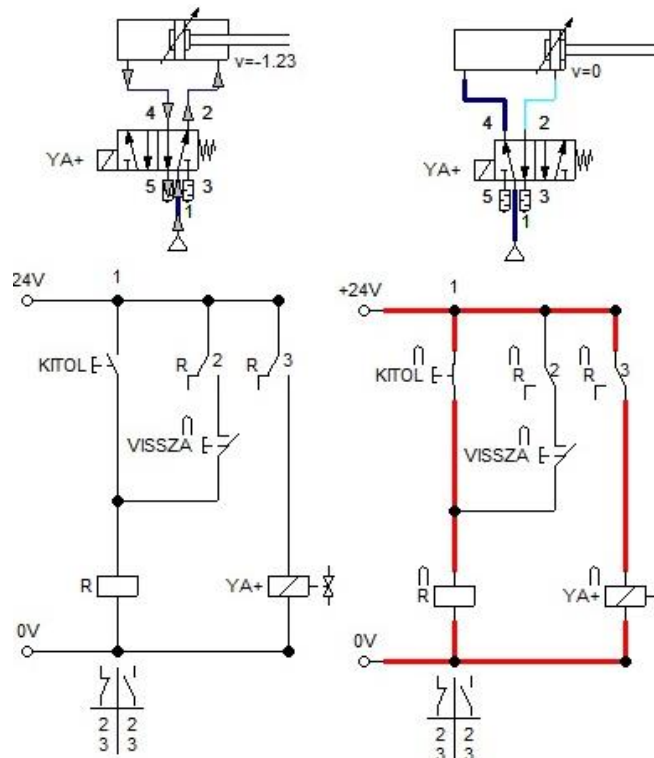 v=-1.23
4 2
YA+
5 3
1
24V 1
KITOL R 2 R 3
VISSZA
R YA+
0V
2 2
3 3
v=0
4 2
YA+
5 3
1
+24V 1
KITOL R 2 R 3
VISSZA
R YA+
0V
2 2
3 3